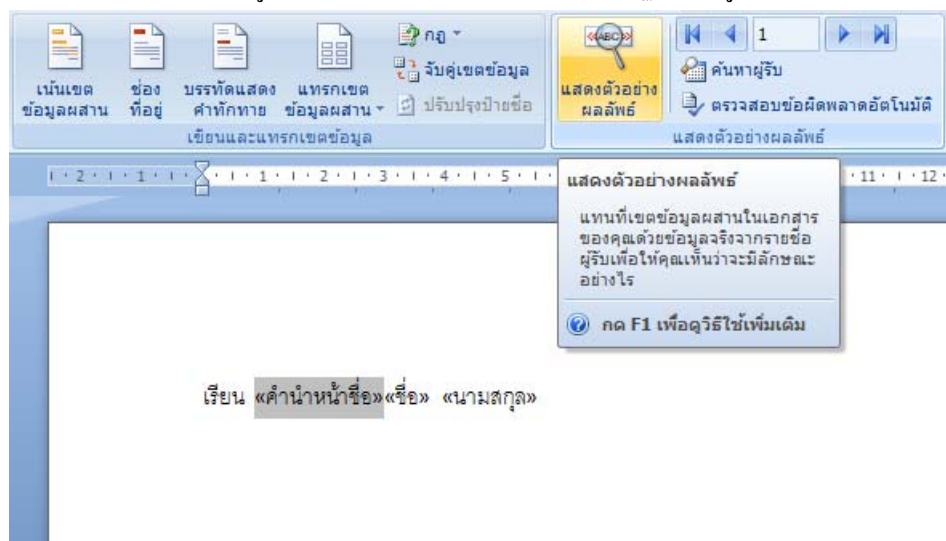 กฎ
จับคู่เขตข้อมูล
เน้นเขต
ข้อมูลผสาน
ช่อง
ที่อยู่
บรรทัดแสดง
คำทักทาย
แทรกเขต
ข้อมูลผสาน
ปรับปรุงป้ายชื่อ
เขียนและแทรกเขตข้อมูล
«ABC»
แสดงตัวอย่าง
ผลลัพธ์
1
ค้นหาผู้รับ
ตรวจสอบข้อผิดพลาดอัตโนมัติ
แสดงตัวอย่างผลลัพธ์
2 1 1 2 3 4 5 11 12
แสดงตัวอย่างผลลัพธ์
แทนที่เขตข้อมูลผสานในเอกสาร
ของคุณด้วยข้อมูลจริงจากรายชื่อ
ผู้รับเพื่อให้คุณเห็นว่าจะมีลักษณะ
อย่างไร
กด F1 เพื่อดูวิธีใช้เพิ่มเติม
เรียน «คำนำหน้าชื่อ»«ชื่อ» «นามสกุล»